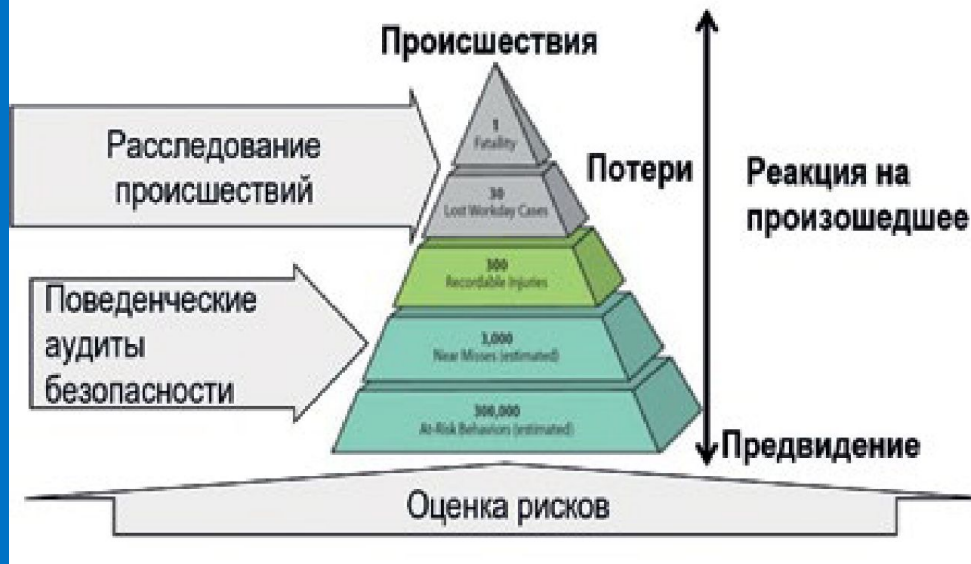 Происшествия
1
Fatality
30
Lost Workday Cases
300
Recordable Injuries
3,000
Near Misses (estimated)
300,000
At-Risk Behaviors (estimated)
Расследование
происшествий
Поведенческие
аудиты
безопасности
Потери
Реакция на
произошедшее
Предвидение
Оценка рисков